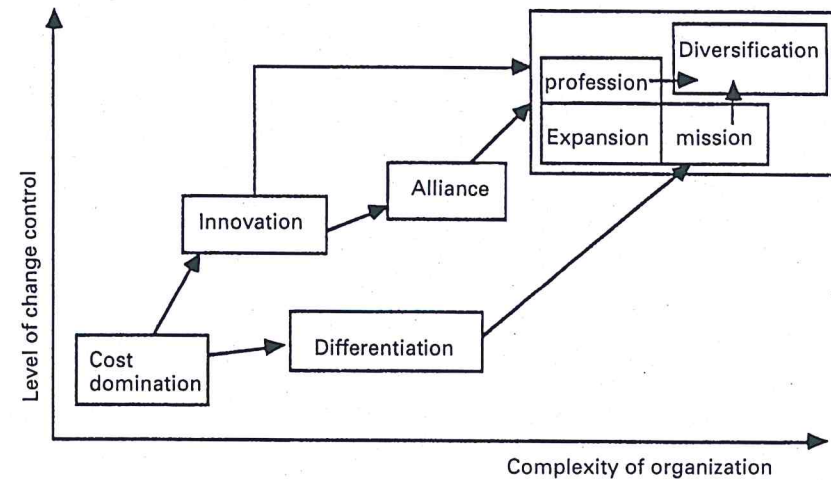 Level of change control
Diversification
profession
Expansion
mission
Alliance
Innovation
Differentiation
Cost
domination
Complexity of organization